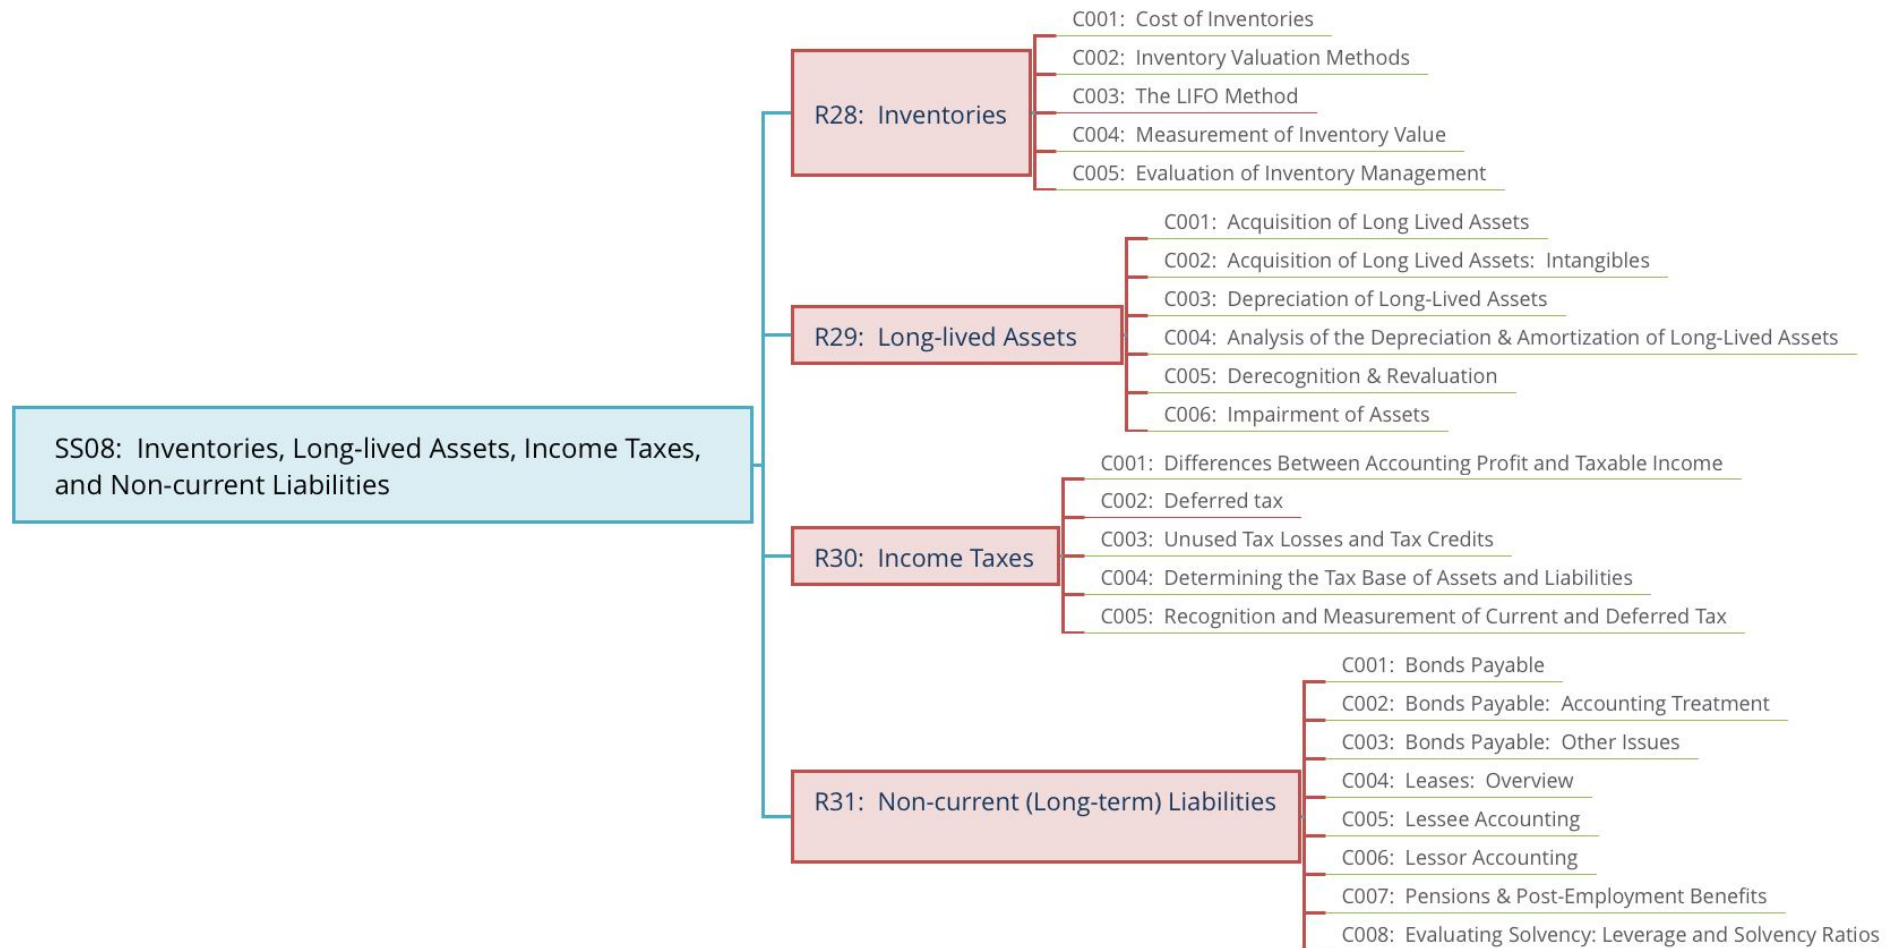 SS08:  Inventories, Long-lived Assets, Income Taxes,
and Non-current Liabilities
R28:  Inventories
C001:  Cost of Inventories
C002:  Inventory Valuation Methods
C003:  The LIFO Method
C004:  Measurement of Inventory Value
C005:  Evaluation of Inventory Management
R29:  Long-lived Assets
C001:  Acquisition of Long Lived Assets
C002:  Acquisition of Long Lived Assets:  Intangibles
C003:  Depreciation of Long-Lived Assets
C004:  Analysis of the Depreciation & Amortization of Long-Lived Assets
C005:  Derecognition & Revaluation
C006:  Impairment of Assets
R30:  Income Taxes
C001:  Differences Between Accounting Profit and Taxable Income
C002:  Deferred tax
C003:  Unused Tax Losses and Tax Credits
C004:  Determining the Tax Base of Assets and Liabilities
C005:  Recognition and Measurement of Current and Deferred Tax
R31:  Non-current (Long-term) Liabilities
C001:  Bonds Payable
C002:  Bonds Payable:  Accounting Treatment
C003:  Bonds Payable:  Other Issues
C004:  Leases:  Overview
C005:  Lessee Accounting
C006:  Lessor Accounting
C007:  Pensions & Post-Employment Benefits
C008:  Evaluating Solvency: Leverage and Solvency Ratios